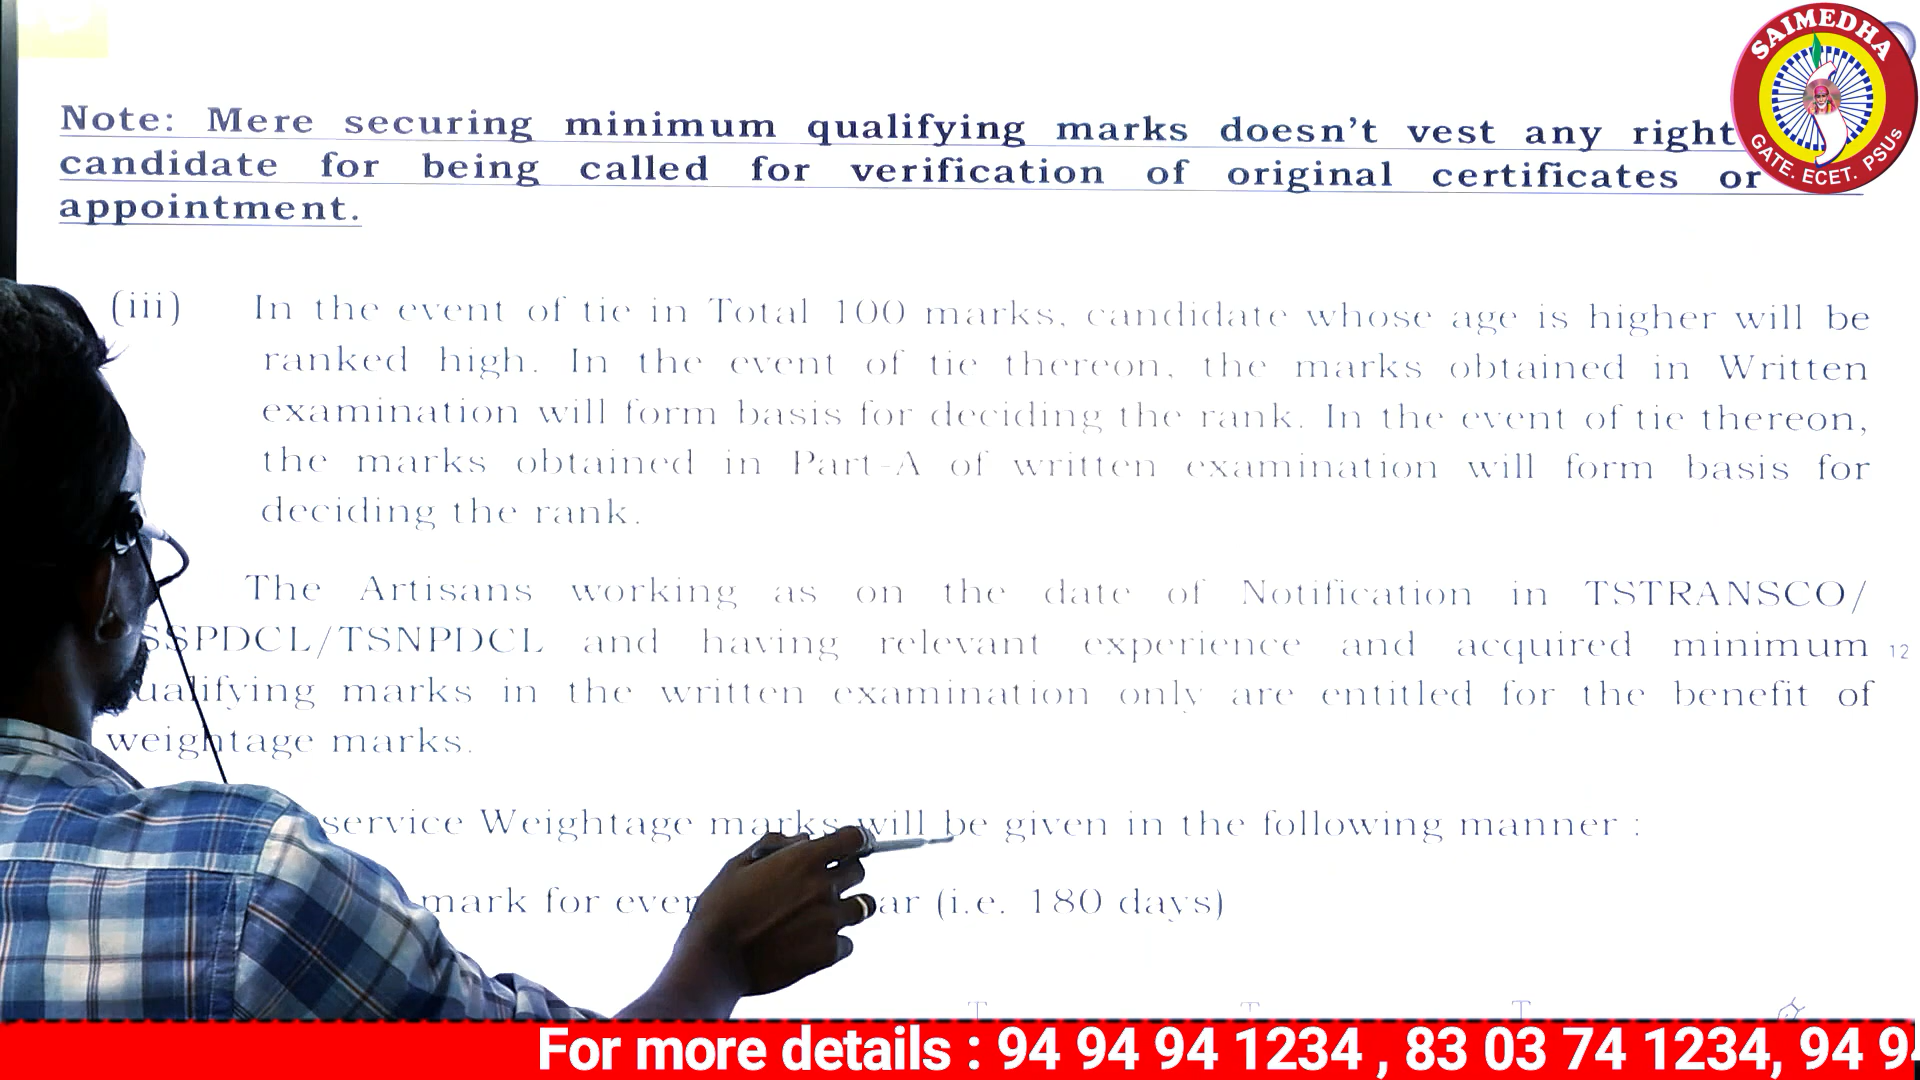 SAIMEDHA
GATE. ECET. PSUs
Note: Mere securing minimum qualifying marks doesn't vest any right
candidate for being called for verification of original certificates or
appointment.
(iii) In the event of tie in Total 100 marks, candidate whose age is higher will be
ranked high. In the event of tie thereon, the marks obtained in Written
examination will form basis for deciding the rank. In the event of tie thereon,
the marks obtained in Part-A of written examination will form basis for
deciding the rank.
The Artisans working as on the date of Notification in TSTRANSCO/
SSPDCL/TSNPDCL and having relevant experience and acquired minimum
ualifying marks in the written examination only are entitled for the benefit of
weightage marks.
12
service Weightage marks will be given in the following manner :
mark for ever ar (i.e. 180 days)
For more details : 94 94 94 1234 , 83 03 74 1234, 94 9